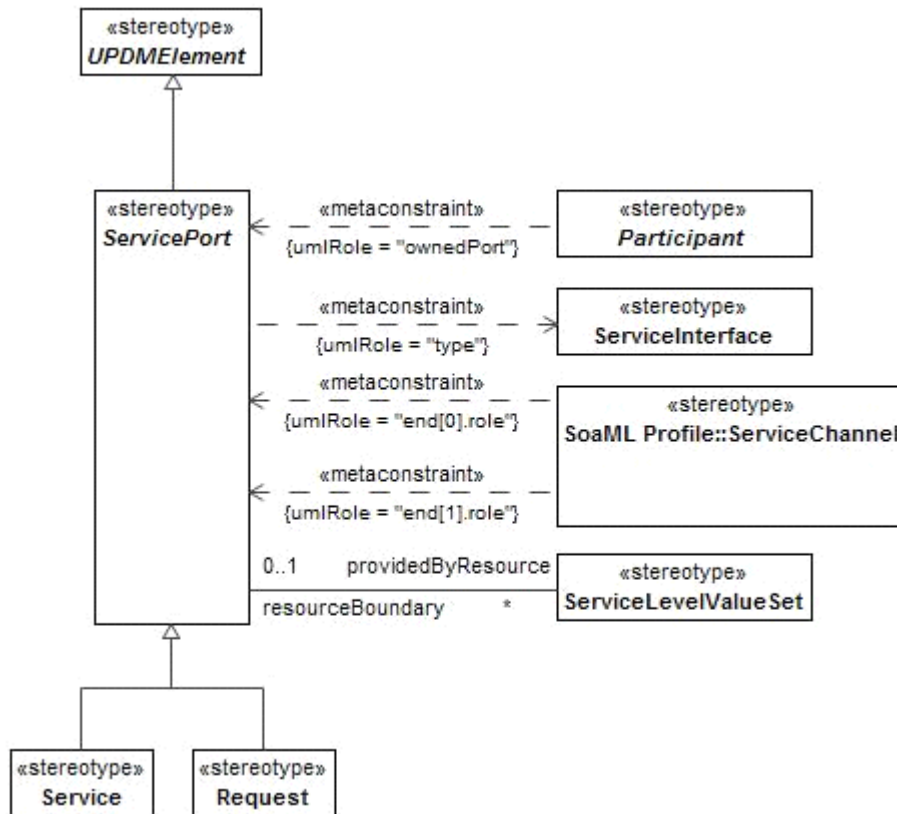 «stereotype»
UPDMElement
«stereotype»
ServicePort
«metaconstraint»
{umlRole = "ownedPort"}
«stereotype»
Participant
«metaconstraint»
{umlRole = "type"}
«stereotype»
ServiceInterface
«metaconstraint»
{umlRole = "end[0].role"}
«metaconstraint»
{umlRole = "end[1].role"}
«stereotype»
SoaML Profile::ServiceChannel
0..1 providedByResource
resourceBoundary *
«stereotype»
ServiceLevelValueSet
«stereotype»
Service
«stereotype»
Request